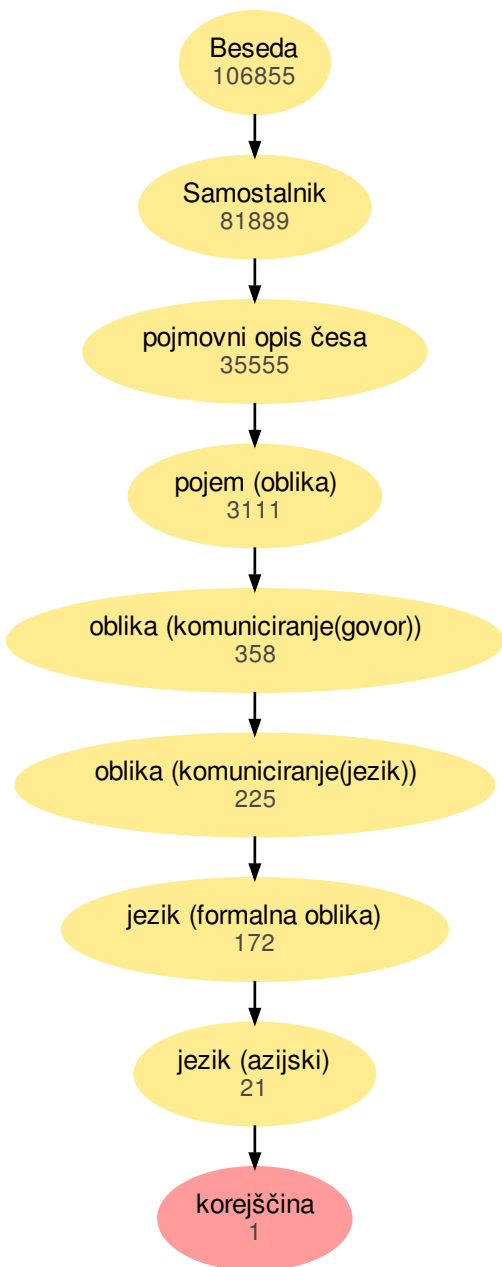 Beseda
106855
Samostalnik
81889
pojmovni opis česa
35555
pojem (oblika)
3111
oblika (komuniciranje(govor))
358
oblika (komuniciranje(jezik))
225
jezik (formalna oblika)
172
jezik (azijski)
21
korejščina
1